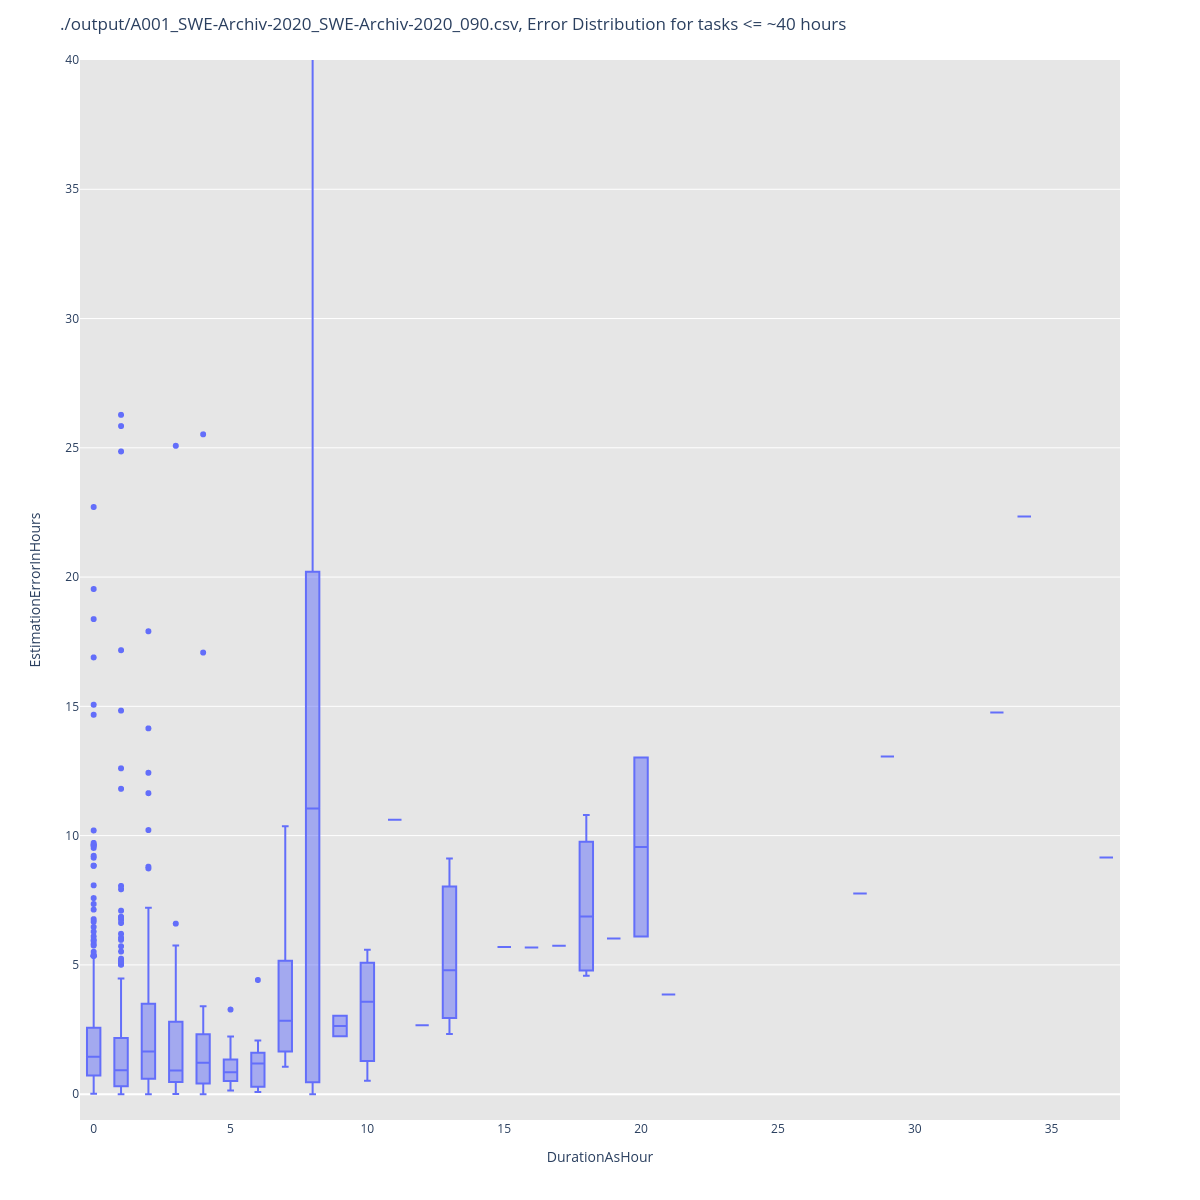 ./output/A001_SWE-Archiv-2020_SWE-Archiv-2020_090.csv, Error Distribution for tasks <= ~40 hours
40
35
30
25
20
15
10
5
0
EstimationErrorInHours
0 5 10 15 20 25 30 35
DurationAsHour